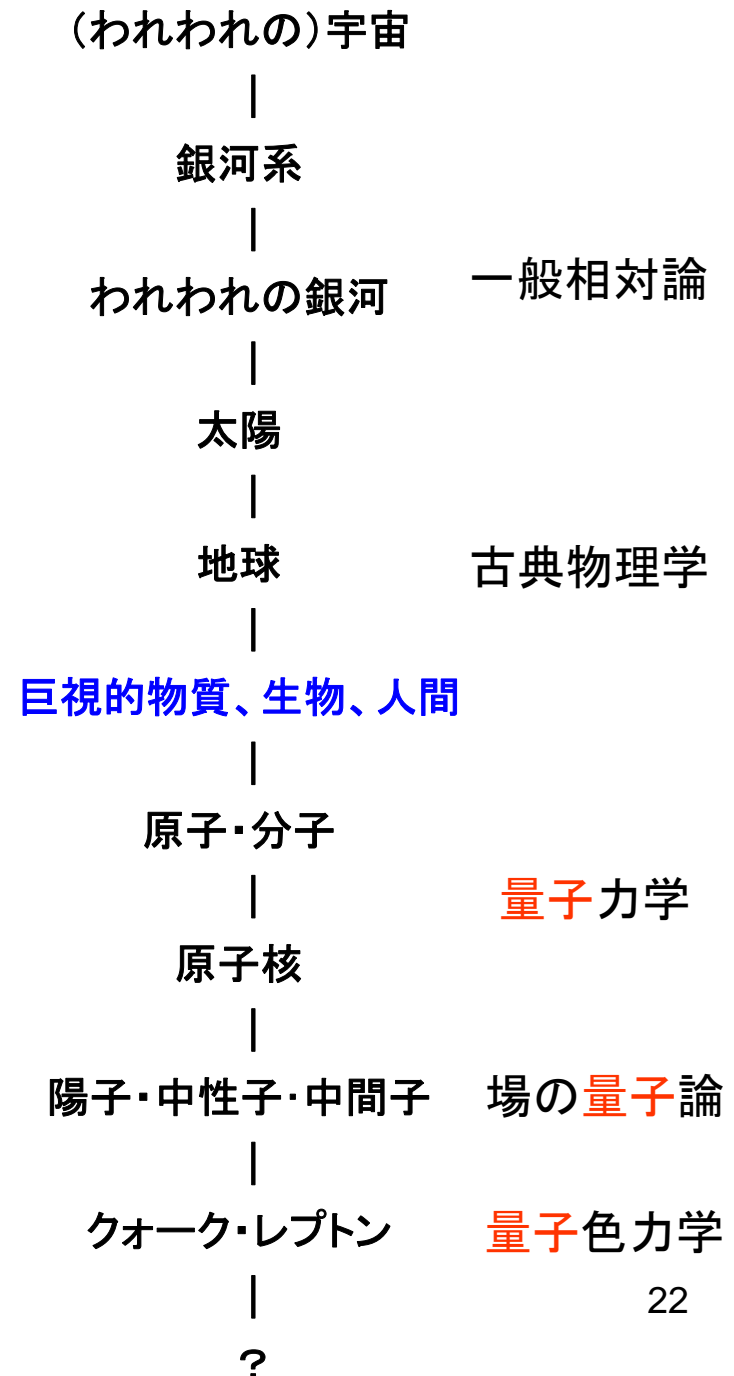 （われわれの）宇宙
|
銀河系
|
われわれの銀河 一般相対論
|
太陽
|
地球 古典物理学
|
巨視的物質、生物、人間
|
原子・分子
| 量子力学
原子核
|
陽子・中性子・中間子 場の量子論
|
クォーク・レプトン 量子色力学
| 22
？